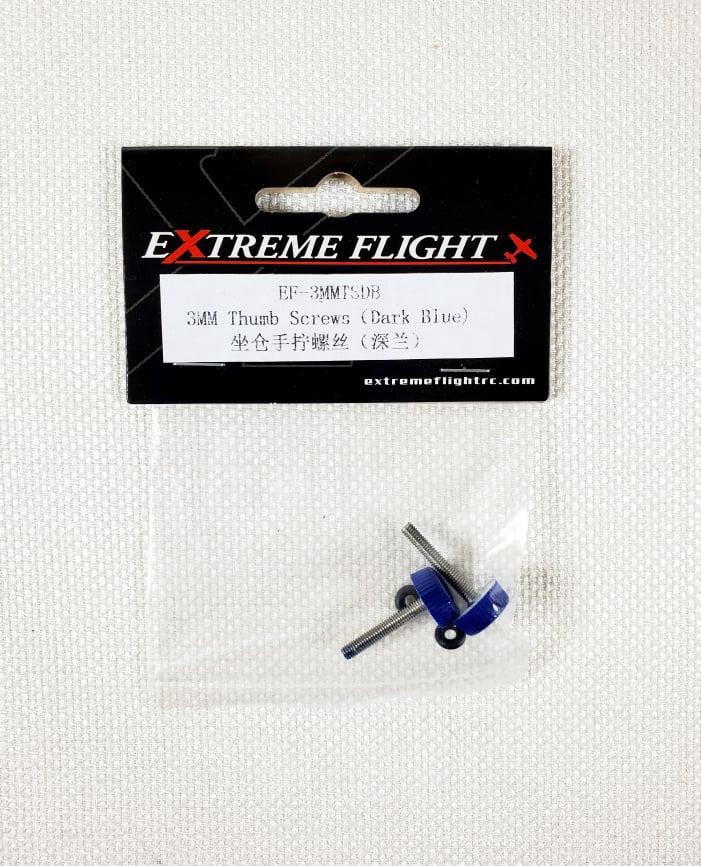 EXTREME FLIGHT
EF-3MMTSDB
3MM Thumb Screws (Dark Blue)
坐仓手拧螺丝（深兰）
extremeflightrc.com